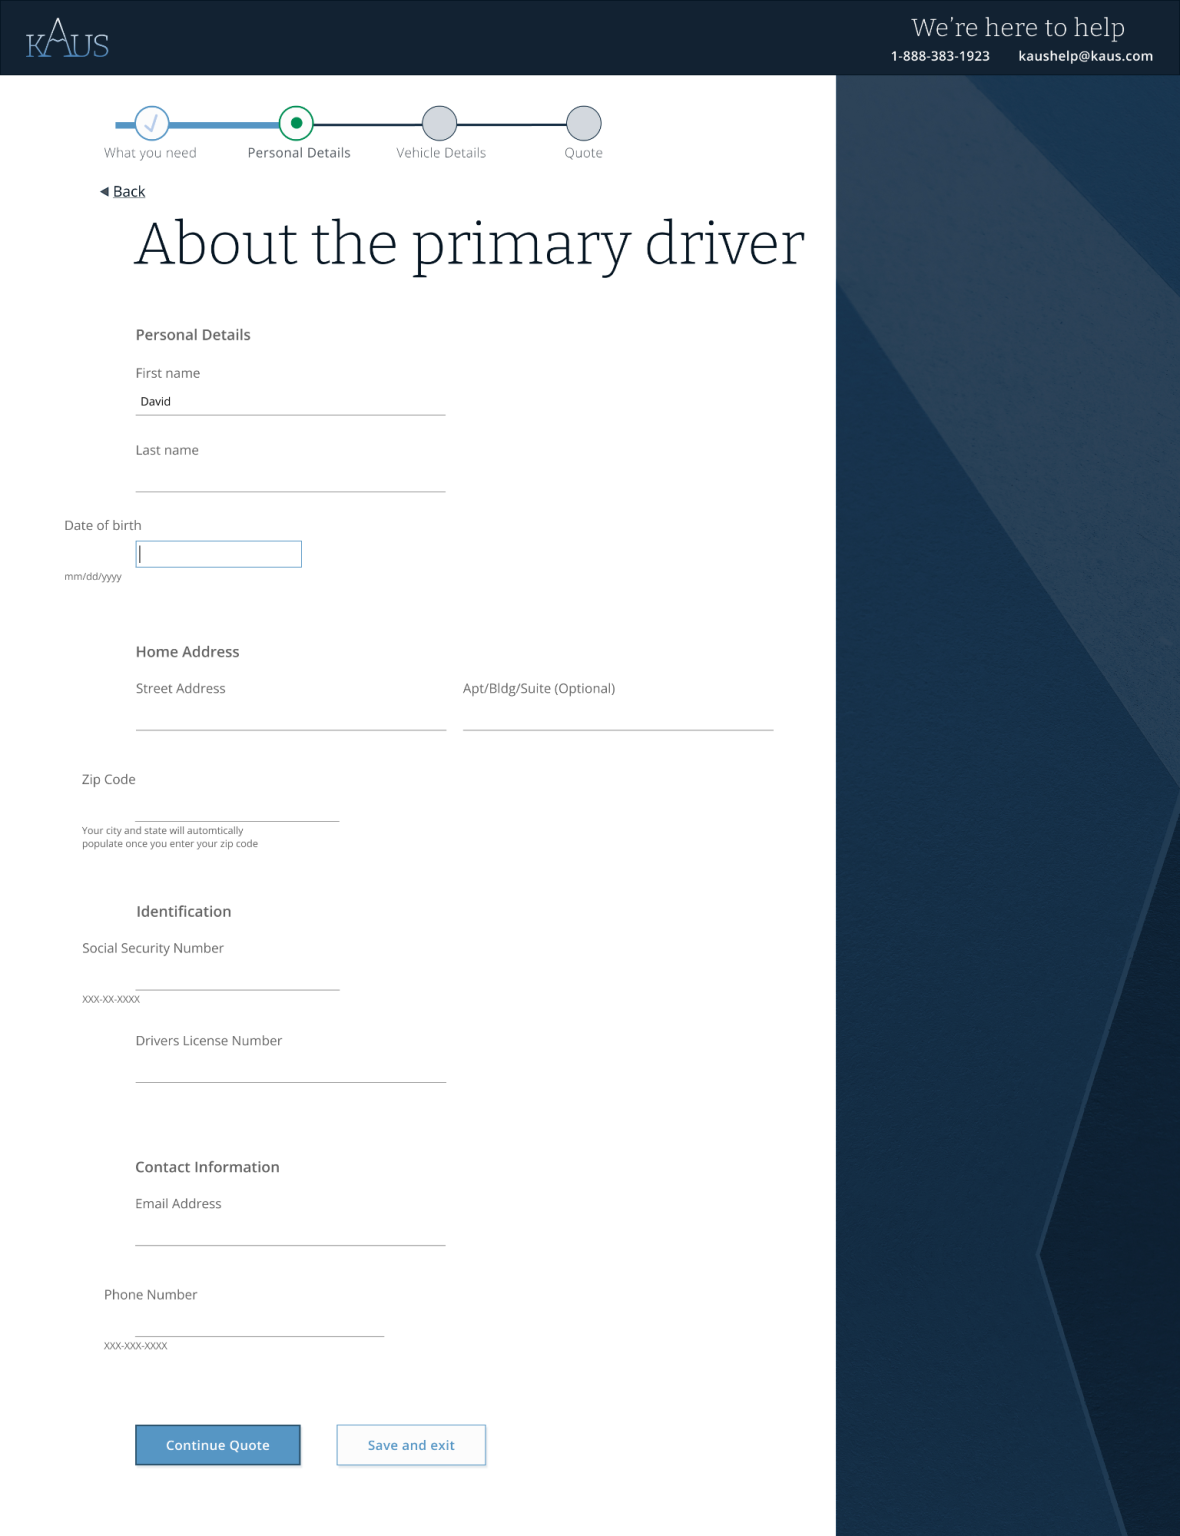 KAUS
We're here to help
1-888-383-1923 kaushelp@kaus.com
What you need Personal Details Vehicle Details Quote
Back
About the primary driver
Personal Details
First name
David
Last name
Date of birth
mm/dd/yyyy
Home Address
Street Address Apt/Bldg/Suite (Optional)
Zip Code
Your city and state will automtically
populate once you enter your zip code
Identification
Social Security Number
XXX-XX-XXXX
Drivers License Number
Contact Information
Email Address
Phone Number
XXX-XXX-XXXX
Continue Quote Save and exit